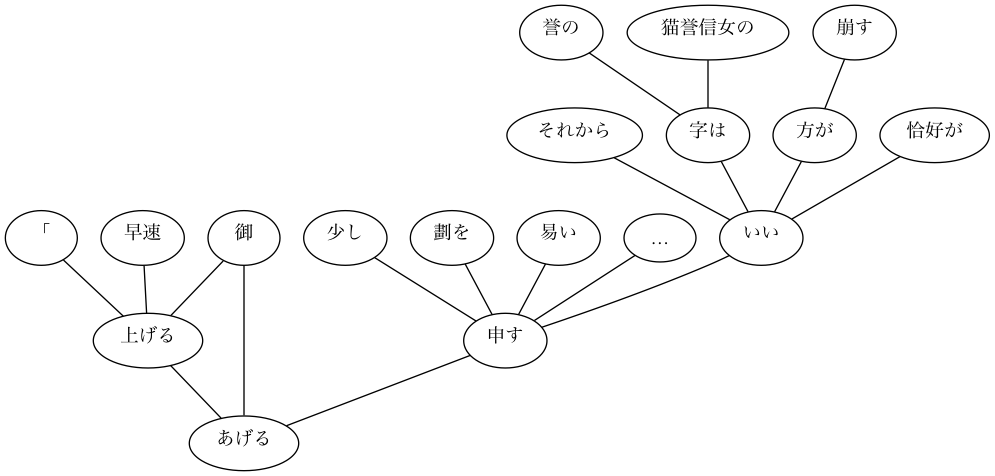 誉の 猫誉信女の 崩す
それから 字は 方が 恰好が
「 早速 御 少し 劃を 易い … いい
上げる 申す
あげる